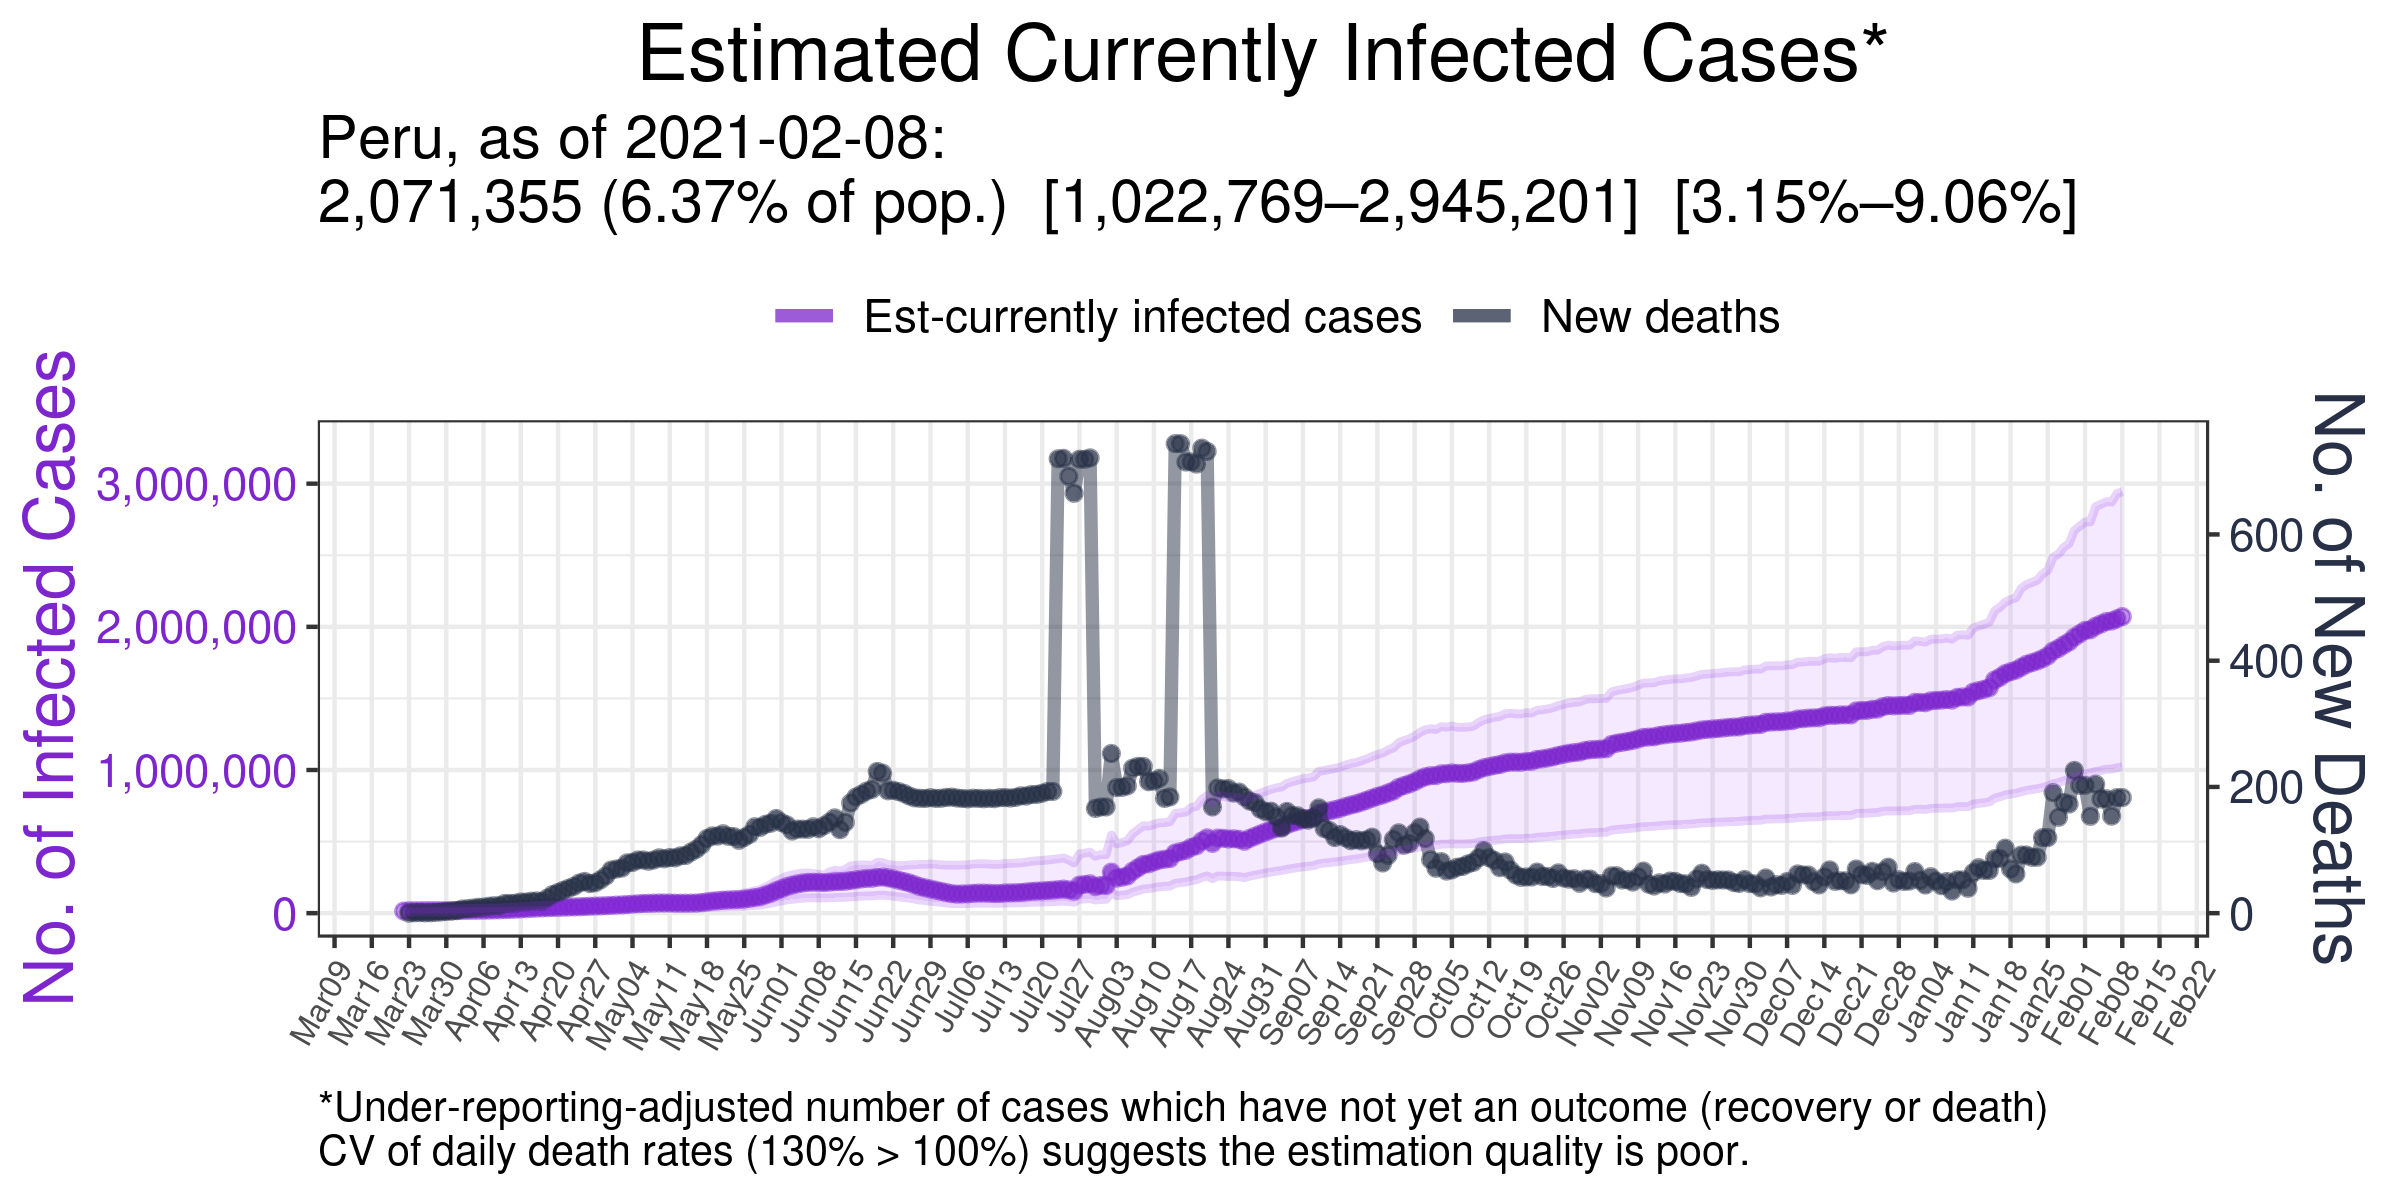 Estimated Currently Infected Cases*
Peru, as of 2021-02-08:
2,071,355 (6.37% of pop.) [1,022,769–2,945,201] [3.15%–9.06%]
Est-currently infected cases New deaths
No. of Infected Cases
3,000,000
2,000,000
1,000,000
0
600
400
200
0
No. of New Deaths
Mar09 Mar16 Mar23 Mar30 Apr06 Apr13 Apr20 Apr27 May04 May11 May18 May25 Jun01 Jun08 Jun15 Jun22 Jun29 Jul06 Jul13 Jul20 Jul27 Aug03 Aug10 Aug17 Aug24 Aug31 Sep07 Sep14 Sep21 Sep28 Oct05 Oct12 Oct19 Oct26 Nov02 Nov09 Nov16 Nov23 Nov30 Dec07 Dec14 Dec21 Dec28 Jan04 Jan11 Jan18 Jan25 Feb01 Feb08 Feb15 Feb22
*Under-reporting-adjusted number of cases which have not yet an outcome (recovery or death)
CV of daily death rates (130% > 100%) suggests the estimation quality is poor.